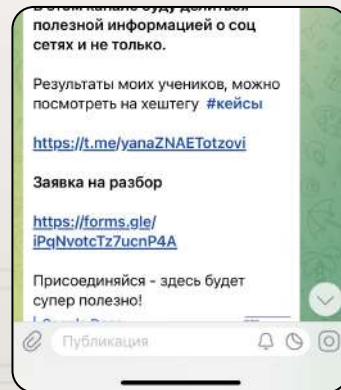 В этом канале буду делиться
полезной информацией о соц
сетях и не только.
Результаты моих учеников, можно
посмотреть на хештегу #кейсы
https://t.me/yanaZNAETotzovi
Заявка на разбор
https://forms.gle/
iPqNvotcTz7ucnP4A
Присоединяйся - здесь будет
супер полезно!
Публикация